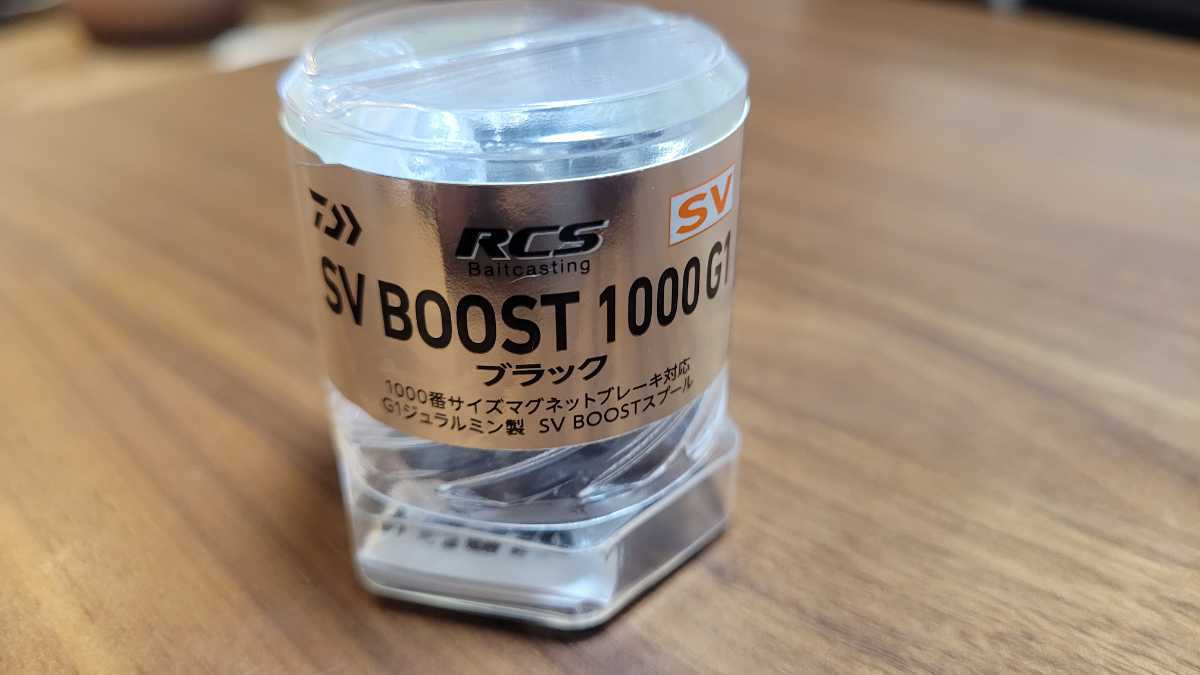 RCS
SV
Baitcasting
SV BOOST 1000 G1
ブラック
1000番サイズマグネットブレーキ対応
G1ジュラルミン製 SV BOOSTスプール